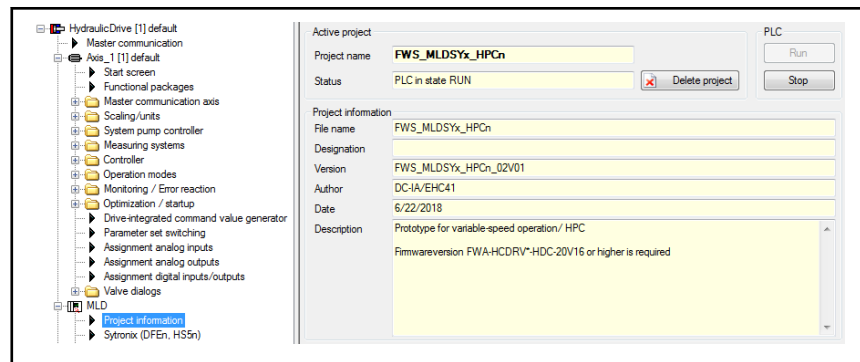 HydraulicDrive [1] default
Master communication
Axis_1 [1] default
Start screen
Functional packages
Master communication axis
Scaling/units
System pump controller
Measuring systems
Controller
Operation modes
Monitoring / Error reaction
Optimization / startup
Drive-integrated command value generator
Parameter set switching
Assignment analog inputs
Assignment analog outputs
Assignment digital inputs/outputs
Valve dialogs
MLD
Project information
Sytronix (DFEn, HS5n)
Active project
Project name FWS_MLDSYx_HPCn
Status PLC in state RUN Delete project
PLC
Run
Stop
Project information
File name FWS_MLDSYx_HPCn
Designation
Version FWS_MLDSYx_HPCn_02V01
Author DC-IA/EHC41
Date 6/22/2018
Description Prototype for variable-speed operation/ HPC
Firmwareversion FWA-HCDRV*-HDC-20V16 or higher is required